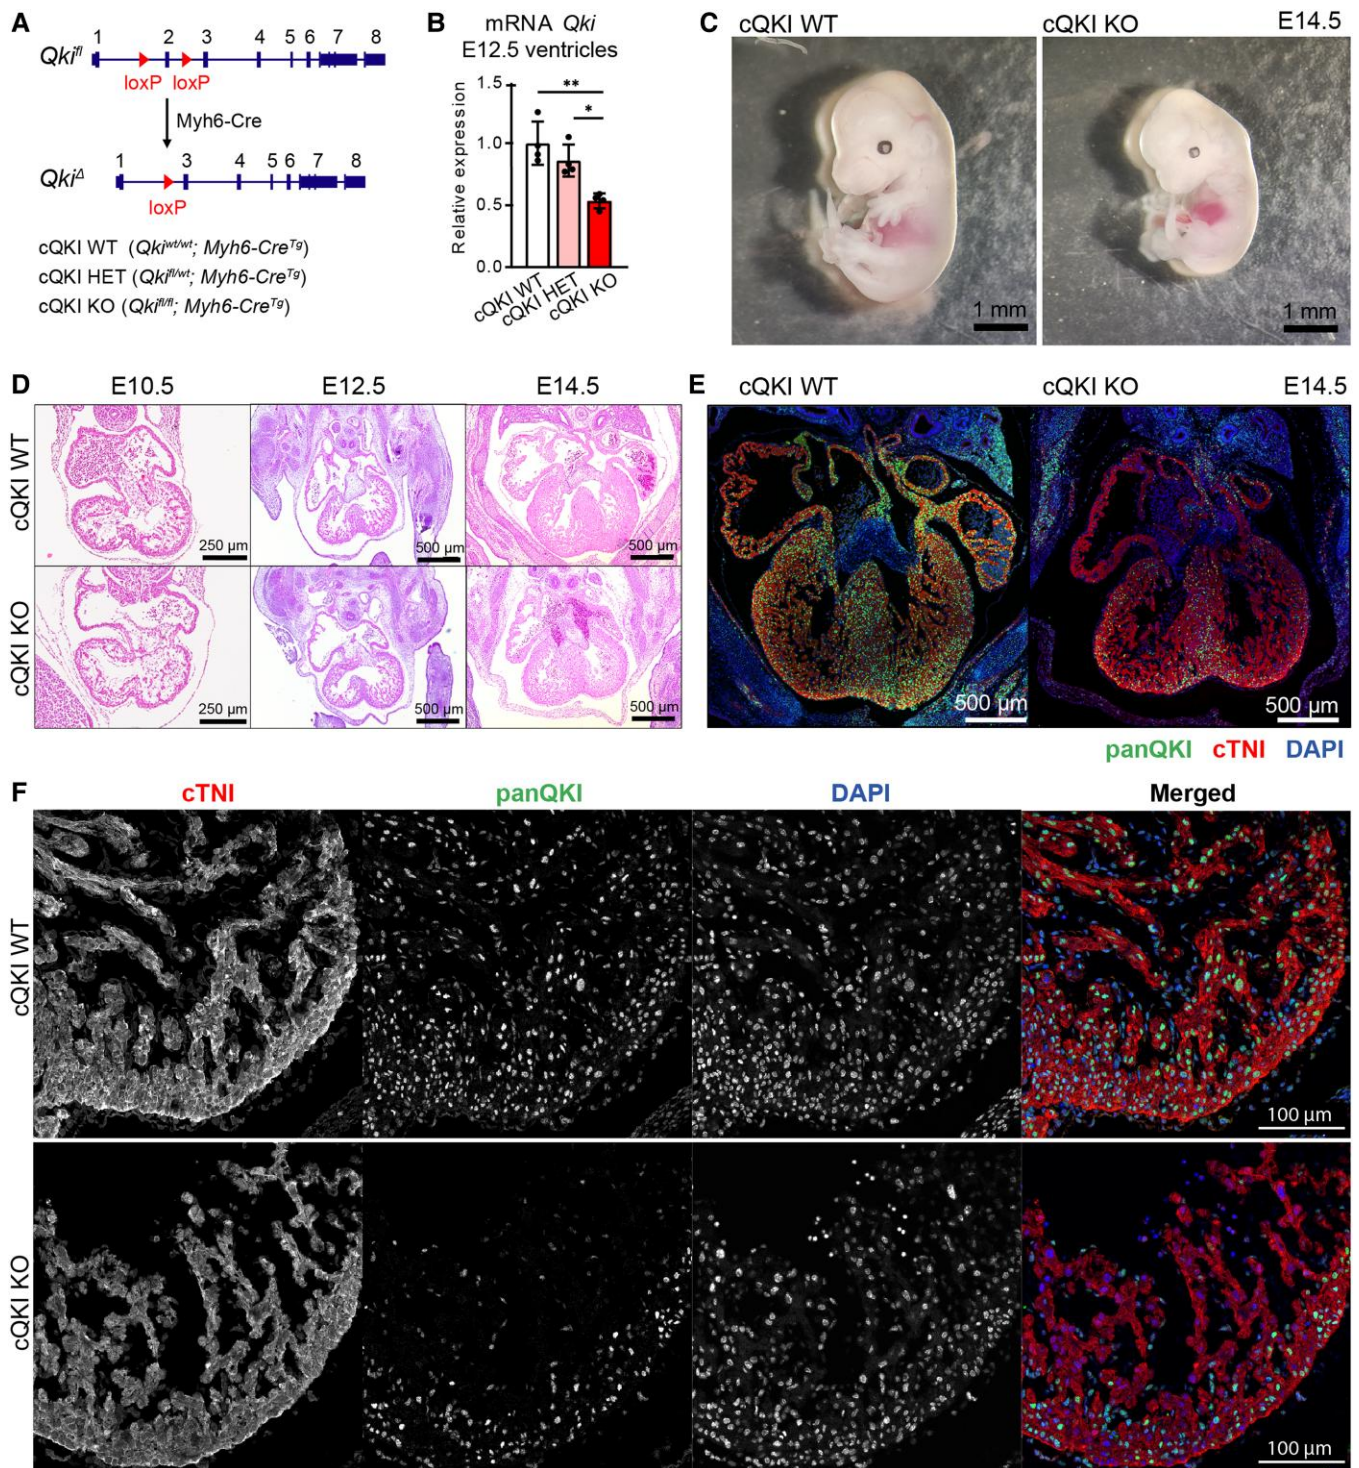 A
Qki^fl
1 2 3 4 5 6 7 8
loxP loxP
Myh6-Cre
Qki^Δ
1 3 4 5 6 7 8
loxP
cQKI WT (Qki^wt/wt; Myh6-Cre^Tg)
cQKI HET (Qki^fl/wt; Myh6-Cre^Tg)
cQKI KO (Qki^fl/fl; Myh6-Cre^Tg)
B
mRNA Qki
E12.5 ventricles
Relative expression
1.5
1.0
0.5
0.0
**
*
cQKI WT
cQKI HET
cQKI KO
C
cQKI WT cQKI KO E14.5
1 mm 1 mm
D
E10.5 E12.5 E14.5
cQKI WT
250 µm 500 µm 500 µm
cQKI KO
250 µm 500 µm 500 µm
E
cQKI WT cQKI KO E14.5
500 µm 500 µm
panQKI cTNI DAPI
F
cTNI panQKI DAPI Merged
cQKI WT
100 µm
cQKI KO
100 µm